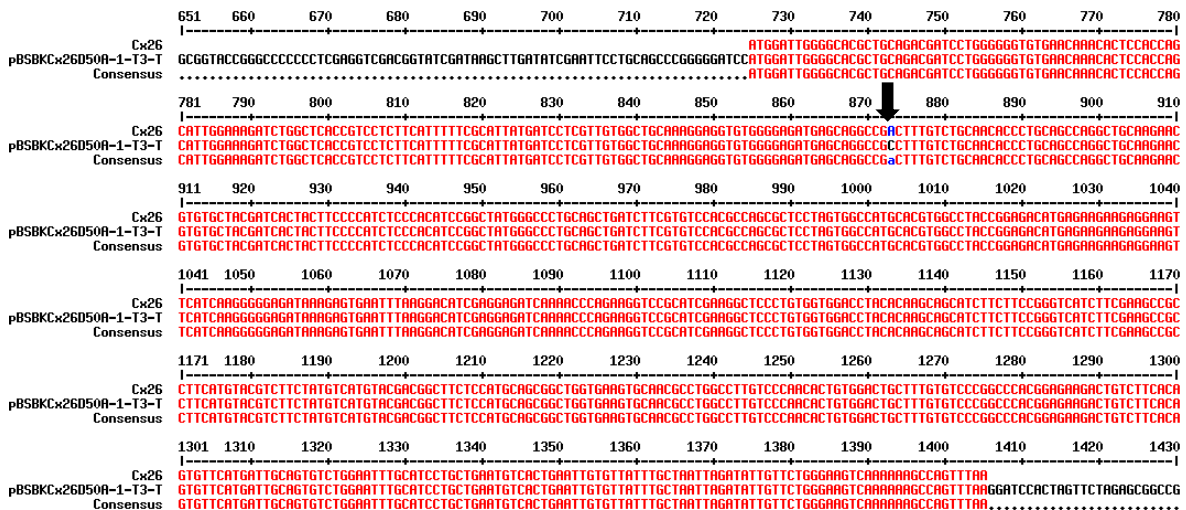 651 660 670 680 690 700 710 720 730 740 750 760 770 780
|--------+---------+---------+---------+---------+---------+---------+---------+---------+---------+---------+---------+---------|
Cx26 ATGGATTGGGGCACGCTGCAGACGATCCTGGGGGGTGTGAACAAACACTCCACCAG
pBSBKCx26D50A-1-T3-T GCGGTACCGGGCCCCCCCTCGAGGTCGACGGTATCGATAAGCTTGATATCGAATTCCTGCAGCCCGGGGGATCCATGGATTGGGGCACGCTGCAGACGATCCTGGGGGGTGTGAACAAACACTCCACCAG
Consensus ..........................................................................ATGGATTGGGGCACGCTGCAGACGATCCTGGGGGGTGTGAACAAACACTCCACCAG
781 790 800 810 820 830 840 850 860 870 880 890 900 910
|--------+---------+---------+---------+---------+---------+---------+---------+---------+---------+---------+---------+---------|
Cx26 CATTGGAAAGATCTGGCTCACCGTCCTCTTCATTTTTCGCATTATGATCCTCGTTGTGGCTGCAAAGGAGGTGTGGGGAGATGAGCAGGCCGACTTTGTCTGCAACACCCTGCAGCCAGGCTGCAAGAAC
pBSBKCx26D50A-1-T3-T CATTGGAAAGATCTGGCTCACCGTCCTCTTCATTTTTCGCATTATGATCCTCGTTGTGGCTGCAAAGGAGGTGTGGGGAGATGAGCAGGCCGCCTTTGTCTGCAACACCCTGCAGCCAGGCTGCAAGAAC
Consensus CATTGGAAAGATCTGGCTCACCGTCCTCTTCATTTTTCGCATTATGATCCTCGTTGTGGCTGCAAAGGAGGTGTGGGGAGATGAGCAGGCCGaCTTTGTCTGCAACACCCTGCAGCCAGGCTGCAAGAAC
911 920 930 940 950 960 970 980 990 1000 1010 1020 1030 1040
|--------+---------+---------+---------+---------+---------+---------+---------+---------+---------+---------+---------+---------|
Cx26 GTGTGCTACGATCACTACTTCCCCATCTCCCACATCCGGCTATGGGCCCTGCAGCTGATCTTCGTGTCCACGCCAGCGCTCCTAGTGGCCATGCACGTGGCCTACCGGAGACATGAGAAGAAGAGGAAGT
pBSBKCx26D50A-1-T3-T GTGTGCTACGATCACTACTTCCCCATCTCCCACATCCGGCTATGGGCCCTGCAGCTGATCTTCGTGTCCACGCCAGCGCTCCTAGTGGCCATGCACGTGGCCTACCGGAGACATGAGAAGAAGAGGAAGT
Consensus GTGTGCTACGATCACTACTTCCCCATCTCCCACATCCGGCTATGGGCCCTGCAGCTGATCTTCGTGTCCACGCCAGCGCTCCTAGTGGCCATGCACGTGGCCTACCGGAGACATGAGAAGAAGAGGAAGT
1041 1050 1060 1070 1080 1090 1100 1110 1120 1130 1140 1150 1160 1170
|--------+---------+---------+---------+---------+---------+---------+---------+---------+---------+---------+---------+---------|
Cx26 TCATCAAGGGGGAGATAAAGAGTGAATTTAAGGACATCGAGGAGATCAAAACCCAGAAGGTCCGCATCGAAGGCTCCCTGTGGTGGACCTACACAAGCAGCATCTTCTTCCGGGTCATCTTCGAAGCCGC
pBSBKCx26D50A-1-T3-T TCATCAAGGGGGAGATAAAGAGTGAATTTAAGGACATCGAGGAGATCAAAACCCAGAAGGTCCGCATCGAAGGCTCCCTGTGGTGGACCTACACAAGCAGCATCTTCTTCCGGGTCATCTTCGAAGCCGC
Consensus TCATCAAGGGGGAGATAAAGAGTGAATTTAAGGACATCGAGGAGATCAAAACCCAGAAGGTCCGCATCGAAGGCTCCCTGTGGTGGACCTACACAAGCAGCATCTTCTTCCGGGTCATCTTCGAAGCCGC
1171 1180 1190 1200 1210 1220 1230 1240 1250 1260 1270 1280 1290 1300
|--------+---------+---------+---------+---------+---------+---------+---------+---------+---------+---------+---------+---------|
Cx26 CTTCATGTACGTCTTCTATGTCATGTACGACGGCTTCTCCATGCAGCGGCTGGTGAAGTGCAACGCCTGGCCTTGTCCCAACACTGTGGACTGCTTTGTGTCCCGGCCCACGGAGAAGACTGTCTTCACA
pBSBKCx26D50A-1-T3-T CTTCATGTACGTCTTCTATGTCATGTACGACGGCTTCTCCATGCAGCGGCTGGTGAAGTGCAACGCCTGGCCTTGTCCCAACACTGTGGACTGCTTTGTGTCCCGGCCCACGGAGAAGACTGTCTTCACA
Consensus CTTCATGTACGTCTTCTATGTCATGTACGACGGCTTCTCCATGCAGCGGCTGGTGAAGTGCAACGCCTGGCCTTGTCCCAACACTGTGGACTGCTTTGTGTCCCGGCCCACGGAGAAGACTGTCTTCACA
1301 1310 1320 1330 1340 1350 1360 1370 1380 1390 1400 1410 1420 1430
|--------+---------+---------+---------+---------+---------+---------+---------+---------+---------+---------+---------+---------|
Cx26 GTGTTCATGATTGCAGTGTCTGGAATTTGCATCCTGCTGAATGTCACTGAATTGTGTTATTTGCTAATTAGATATTGTTCTGGGAAGTCAAAAAAGCCAGTTTAA
pBSBKCx26D50A-1-T3-T GTGTTCATGATTGCAGTGTCTGGAATTTGCATCCTGCTGAATGTCACTGAATTGTGTTATTTGCTAATTAGATATTGTTCTGGGAAGTCAAAAAAGCCAGTTTAAGGATCCACTAGTTCTAGAGCGGCCG
Consensus GTGTTCATGATTGCAGTGTCTGGAATTTGCATCCTGCTGAATGTCACTGAATTGTGTTATTTGCTAATTAGATATTGTTCTGGGAAGTCAAAAAAGCCAGTTTAA.........................